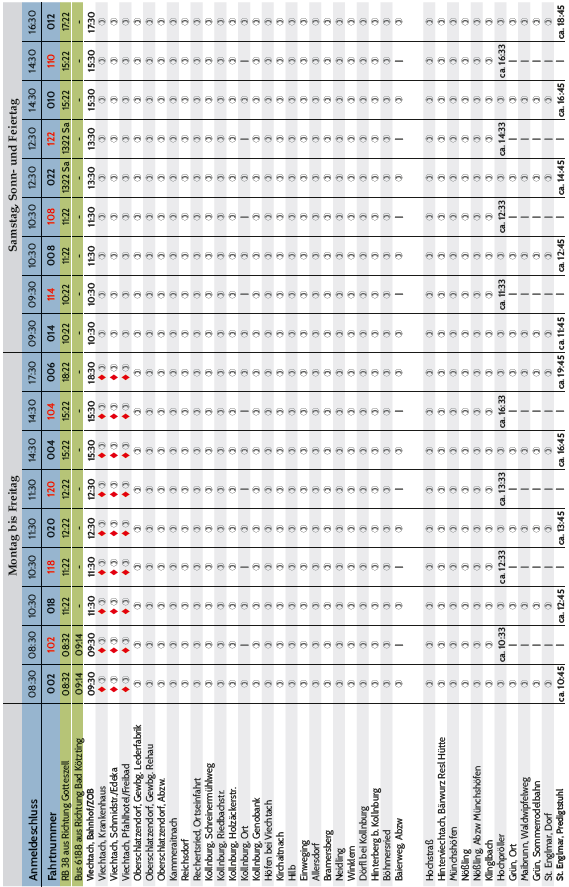 Montag bis Freitag Samstag, Sonn- und Feiertag
Anmeldeschluss 08:30 08:30 10:30 10:30 11:30 11:30 14:30 14:30 17:30 09:30 09:30 10:30 10:30 12:30 12:30 14:30 14:30 16:30
Fahrtnummer 002 102 018 118 020 120 004 104 006 014 114 008 108 022 122 010 110 012
RB 38 aus Richtung Gotteszell 08:32 08:32 11:22 11:22 12:22 12:22 15:22 15:22 18:22 10:22 10:22 11:22 11:22 13:22 Sa 13:22 Sa 15:22 15:22 17:22
Bus 6188 aus Richtung Bad Kötzting 09:14 09:14 - - - - - - - - - - - - - - - -
Viechtach, Bahnhof/ZOB 09:30 09:30 11:30 11:30 12:30 12:30 15:30 15:30 18:30 10:30 10:30 11:30 11:30 13:30 13:30 15:30 15:30 17:30
Viechtach, Krankenhaus
Viechtach, Schmidstr./Edeka
Viechtach, Pfahlhotel/Freibad
Oberschlatzendorf, Gewbg. Lederfabrik
Oberschlatzendorf, Gewbg. Rehau
Oberschlatzendorf, Abzw.
Kammeraitnach
Reichsdorf
Rechertsried, Ortseinfahrt
Kollnburg, Schreinermühlweg
Kollnburg, Riedbachstr.
Kollnburg, Holzäckerstr.
Kollnburg, Ort
Kollnburg, Genobank
Höfen bei Viechtach
Kirchaitnach
Hilb
Einweging
Allersdorf
Bramersberg
Neidling
Winklern
Dörfl bei Kollnburg
Hinterberg b. Kollnburg
Böhmersried
Baierweg, Abzw
Hochstraß
Hinterviechtach, Bärwurz Resl Hütte
Münchshöfen
Rößling
Nößling, Abzw Münchshöfen
Klinglbach
Hochpröller ca. 10:33 ca. 12:33 ca. 13:33 ca. 16:33 ca. 11:33 ca. 12:33 ca. 14:33 ca. 16:33
Grün, Ort
Maibrunn, Waldwipfelweg
Grün, Sommerrodelbahn
St. Englmar, Dorf
St. Englmar, Predigtstuhl ca. 10:45 ca. 12:45 ca. 13:45 ca. 16:45 ca. 19:45 ca. 11:45 ca. 12:45 ca. 14:45 ca. 16:45 ca. 18:45